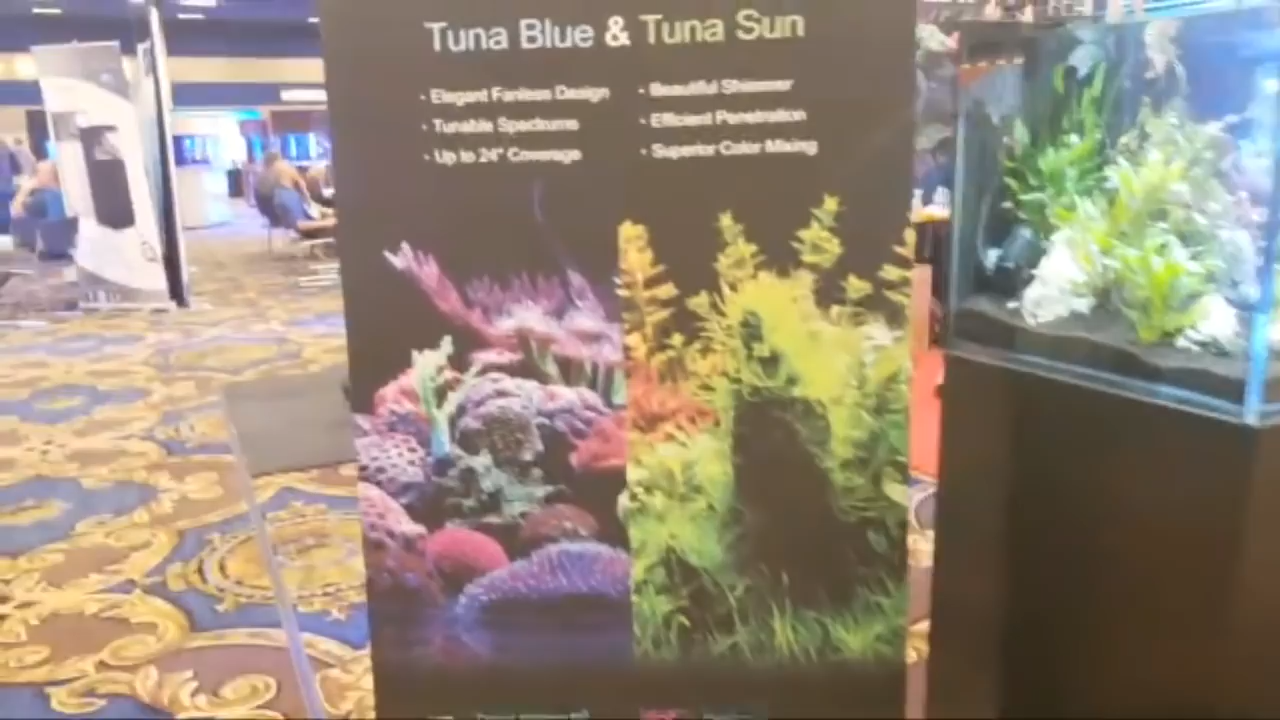 Tuna Blue & Tuna Sun
· Elegant Fanless Design
· Tunable Spectrums
· Up to 24" Coverage
· Beautiful Shimmer
· Efficient Penetration
· Superior Color Mixing